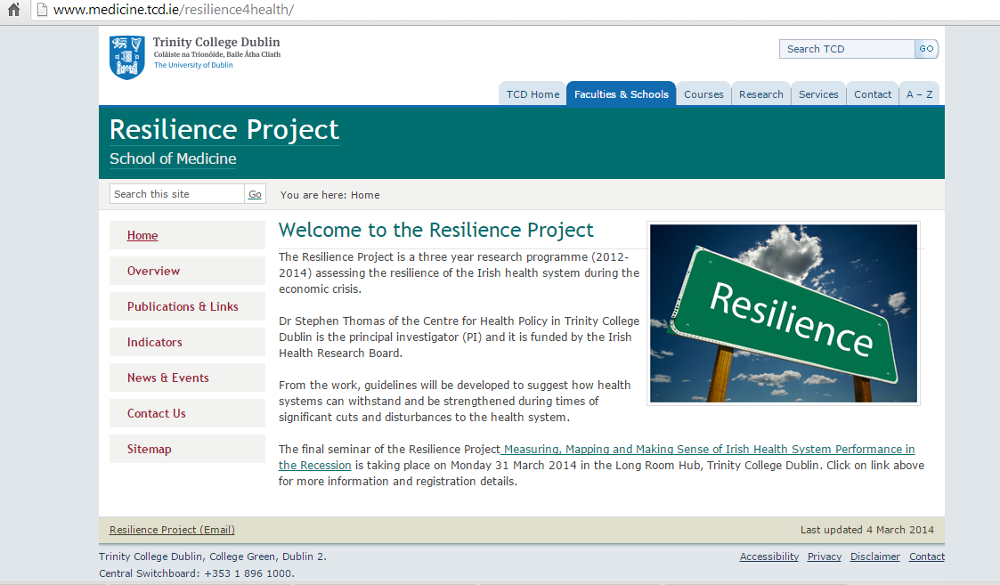 www.medicine.tcd.ie/resilience4health/
Trinity College Dublin
Coláiste na Tríonóide, Baile Átha Cliath
The University of Dublin
Search TCD GO
TCD Home Faculties & Schools Courses Research Services Contact A – Z
Resilience Project
School of Medicine
Search this site Go You are here: Home
Home
Overview
Publications & Links
Indicators
News & Events
Contact Us
Sitemap
Welcome to the Resilience Project
The Resilience Project is a three year research programme (2012-
2014) assessing the resilience of the Irish health system during the
economic crisis.
Dr Stephen Thomas of the Centre for Health Policy in Trinity College
Dublin is the principal investigator (PI) and it is funded by the Irish
Health Research Board.
From the work, guidelines will be developed to suggest how health
systems can withstand and be strengthened during times of
significant cuts and disturbances to the health system.
Resilience
The final seminar of the Resilience Project Measuring, Mapping and Making Sense of Irish Health System Performance in
the Recession is taking place on Monday 31 March 2014 in the Long Room Hub, Trinity College Dublin. Click on link above
for more information and registration details.
Resilience Project (Email) Last updated 4 March 2014
Trinity College Dublin, College Green, Dublin 2.
Central Switchboard: +353 1 896 1000.
Accessibility Privacy Disclaimer Contact